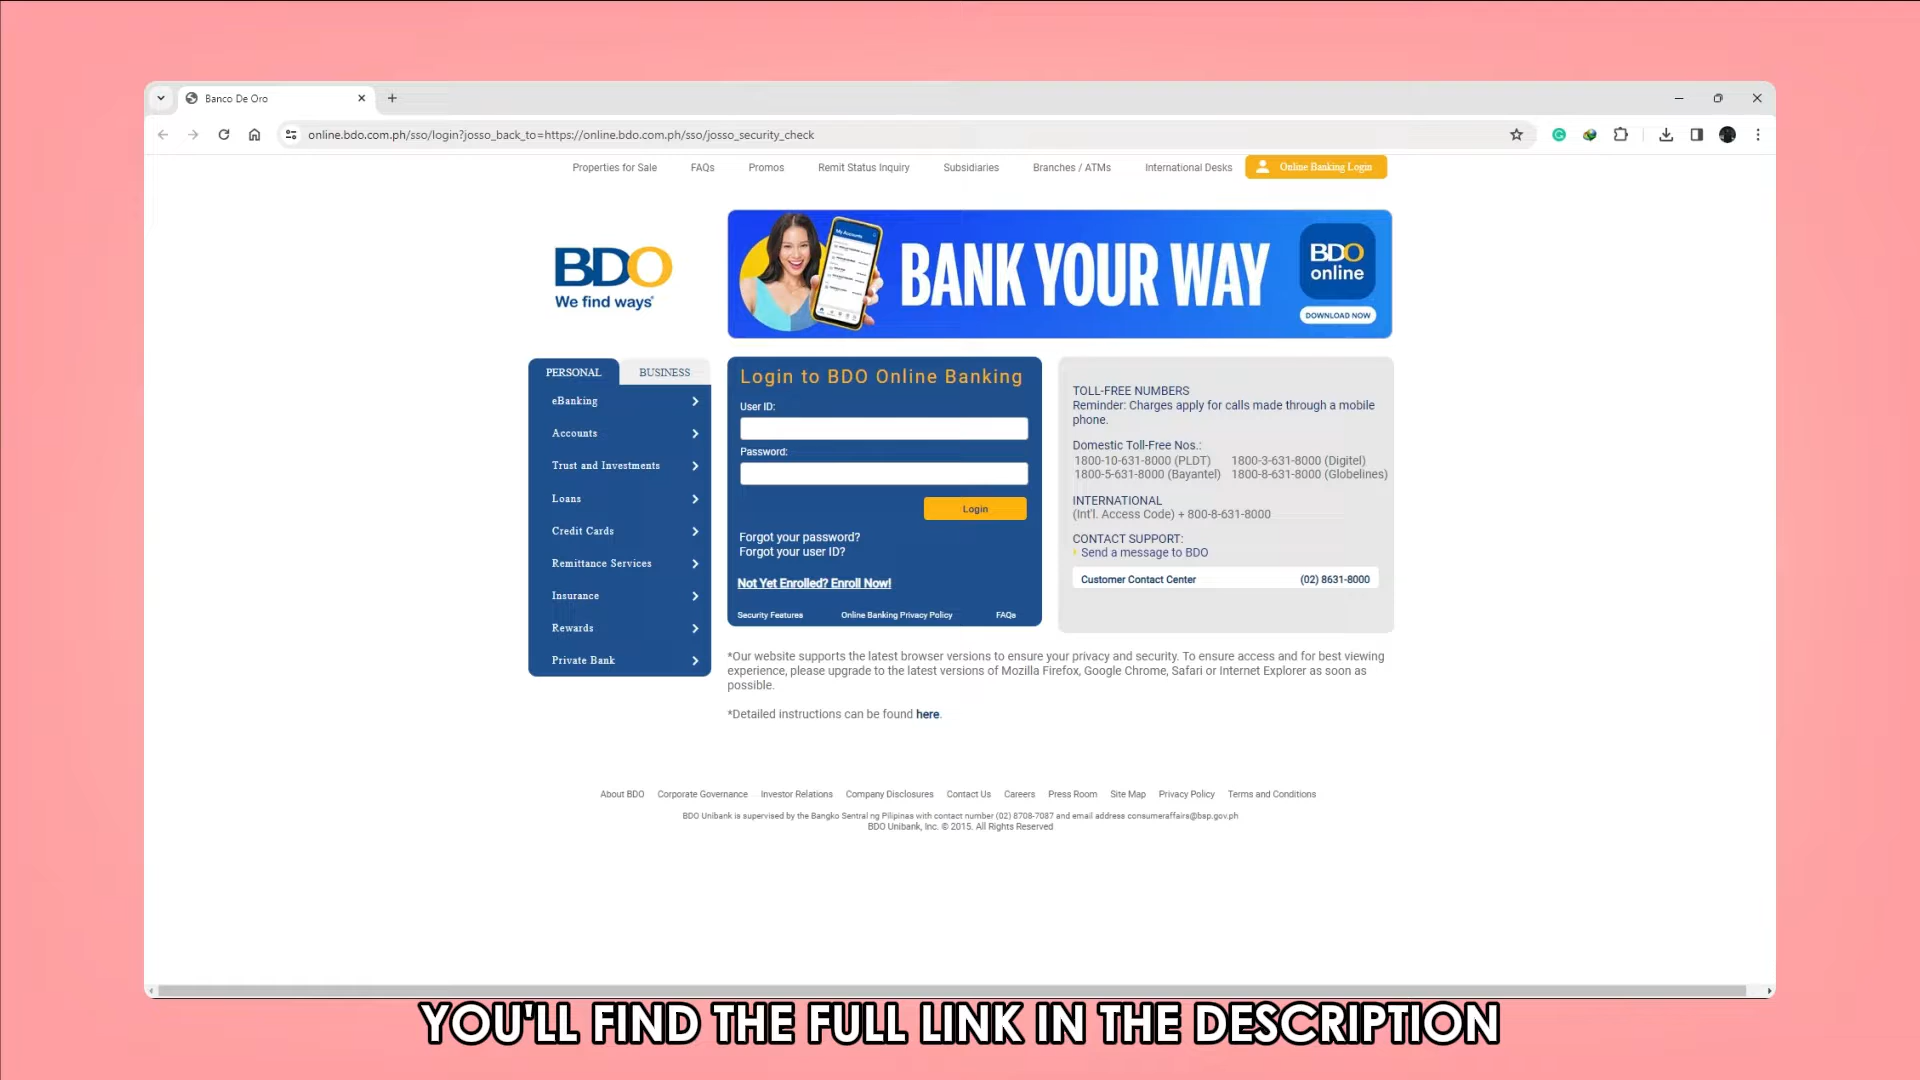 Banco De Oro
online.bdo.com.ph/sso/login?josso_back_to=https://online.bdo.com.ph/sso/josso_security_check
Properties for Sale FAQs Promos Remit Status Inquiry Subsidiaries Branches / ATMs International Desks Online Banking Login
BDO
We find ways®
My Accounts
BANK YOUR WAY
BDO
online
DOWNLOAD NOW
PERSONAL BUSINESS
eBanking
Accounts
Trust and Investments
Loans
Credit Cards
Remittance Services
Insurance
Rewards
Private Bank
Login to BDO Online Banking
User ID:
Password:
Login
Forgot your password?
Forgot your user ID?
Not Yet Enrolled? Enroll Now!
Security Features Online Banking Privacy Policy FAQs
TOLL-FREE NUMBERS
Reminder: Charges apply for calls made through a mobile
phone.
Domestic Toll-Free Nos.:
1800-10-631-8000 (PLDT) 1800-3-631-8000 (Digitel)
1800-5-631-8000 (Bayantel) 1800-8-631-8000 (Globelines)
INTERNATIONAL
(Int'l. Access Code) + 800-8-631-8000
CONTACT SUPPORT:
Send a message to BDO
Customer Contact Center (02) 8631-8000
*Our website supports the latest browser versions to ensure your privacy and security. To ensure access and for best viewing
experience, please upgrade to the latest versions of Mozilla Firefox, Google Chrome, Safari or Internet Explorer as soon as
possible.
*Detailed instructions can be found here.
About BDO Corporate Governance Investor Relations Company Disclosures Contact Us Careers Press Room Site Map Privacy Policy Terms and Conditions
BDO Unibank is supervised by the Bangko Sentral ng Pilipinas with contact number (02) 8708-7087 and email address consumeraffairs@bsp.gov.ph
BDO Unibank, Inc. © 2015. All Rights Reserved
YOU'LL FIND THE FULL LINK IN THE DESCRIPTION